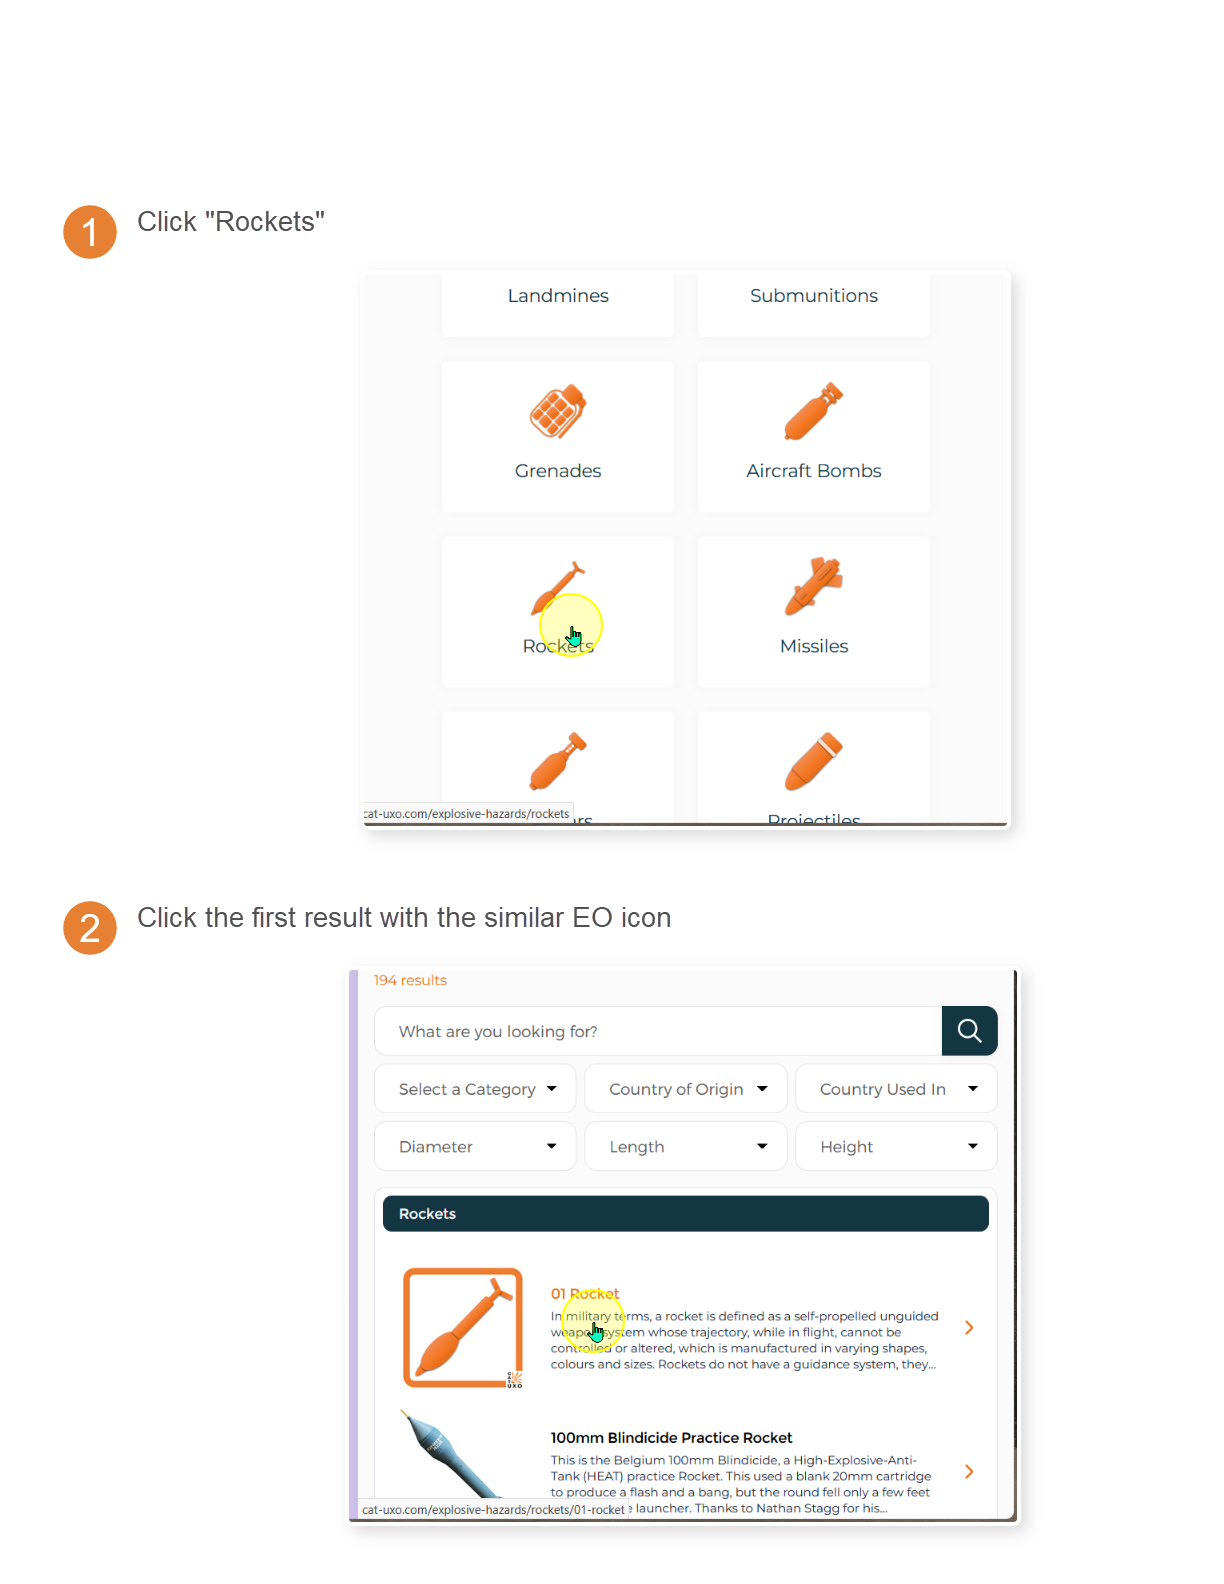 1 Click "Rockets"
Landmines Submunitions
Grenades Aircraft Bombs
Rockets Missiles
cat-uxo.com/explosive-hazards/rockets
rs Projectiles
2 Click the first result with the similar EO icon
194 results
What are you looking for?
Select a Category Country of Origin Country Used In
Diameter Length Height
Rockets
01 Rocket
In military terms, a rocket is defined as a self-propelled unguided
weapon system whose trajectory, while in flight, cannot be
controlled or altered, which is manufactured in varying shapes,
colours and sizes. Rockets do not have a guidance system, they...
100mm Blindicide Practice Rocket
This is the Belgium 100mm Blindicide, a High-Explosive-Anti-
Tank (HEAT) practice Rocket. This used a blank 20mm cartridge
to produce a flash and a bang, but the round fell only a few feet
cat-uxo.com/explosive-hazards/rockets/01-rocket
launcher. Thanks to Nathan Stagg for his...